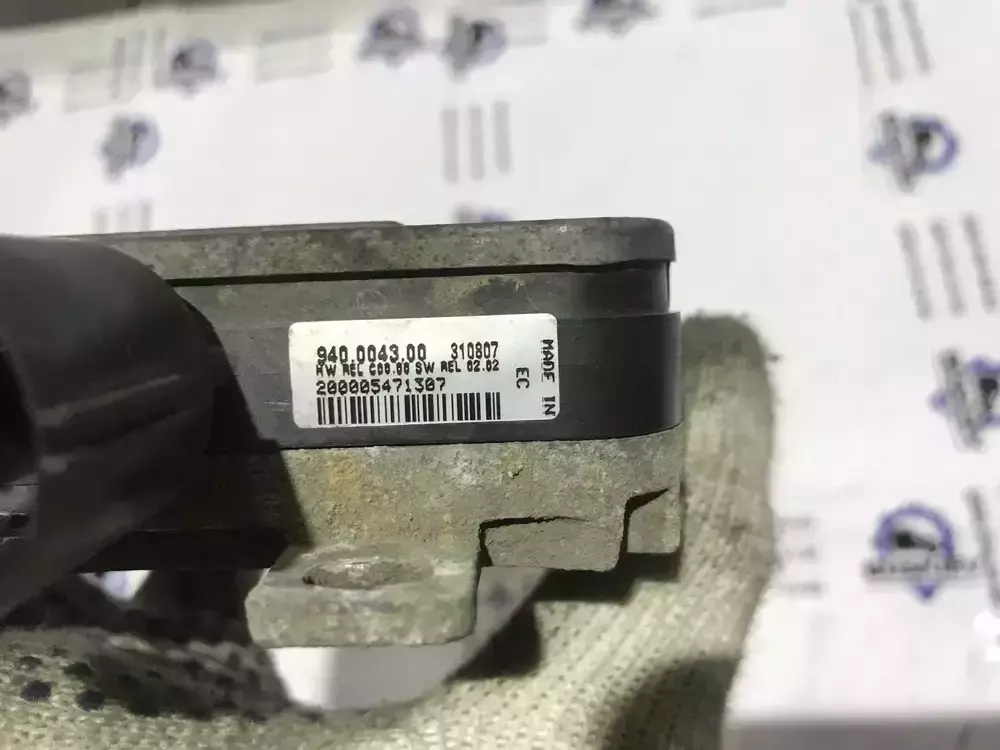 940.0043.00 310807
HW REL C00.00 SW REL 02.02
200005471307
MADE IN
EC